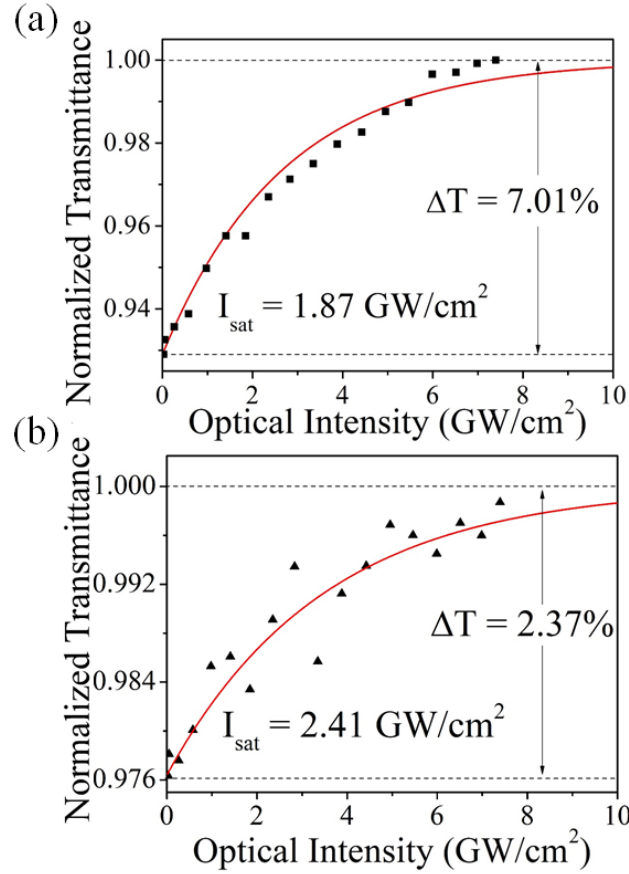 (a)
Normalized Transmittance
1.00
0.98
0.96
0.94
ΔT = 7.01%
I_sat = 1.87 GW/cm²
0 2 4 6 8 10
Optical Intensity (GW/cm²)
(b)
Normalized Transmittance
1.000
0.992
0.984
0.976
ΔT = 2.37%
I_sat = 2.41 GW/cm²
0 2 4 6 8 10
Optical Intensity (GW/cm²)